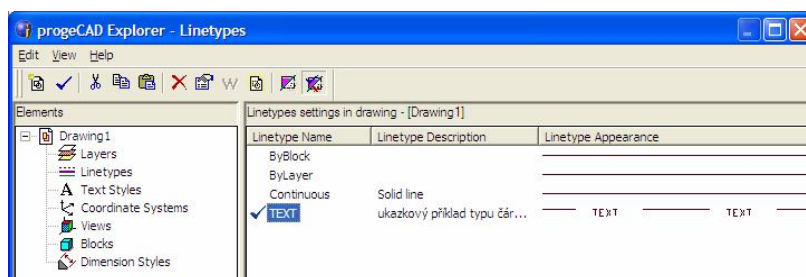 progeCAD Explorer - Linetypes
Edit View Help
Elements
Linetypes settings in drawing - [Drawing1]
Drawing1
Layers
Linetypes
Text Styles
Coordinate Systems
Views
Blocks
Dimension Styles
Linetype Name Linetype Description Linetype Appearance
ByBlock
ByLayer
Continuous Solid line
TEXT ukazkový příklad typu čár... TEXT TEXT